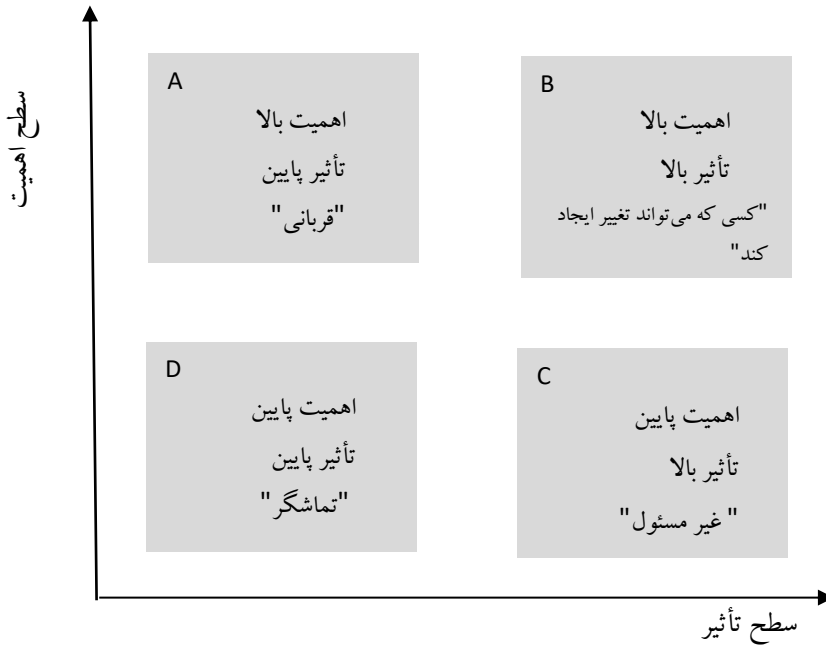 سطح اهمیت
A
اهمیت بالا
تأثیر پایین
"قربانی"
B
اهمیت بالا
تأثیر بالا
"کسی که می‌تواند تغییر ایجاد
کند"
D
اهمیت پایین
تأثیر پایین
"تماشگر"
C
اهمیت پایین
تأثیر بالا
" غیر مسئول"
سطح تأثیر